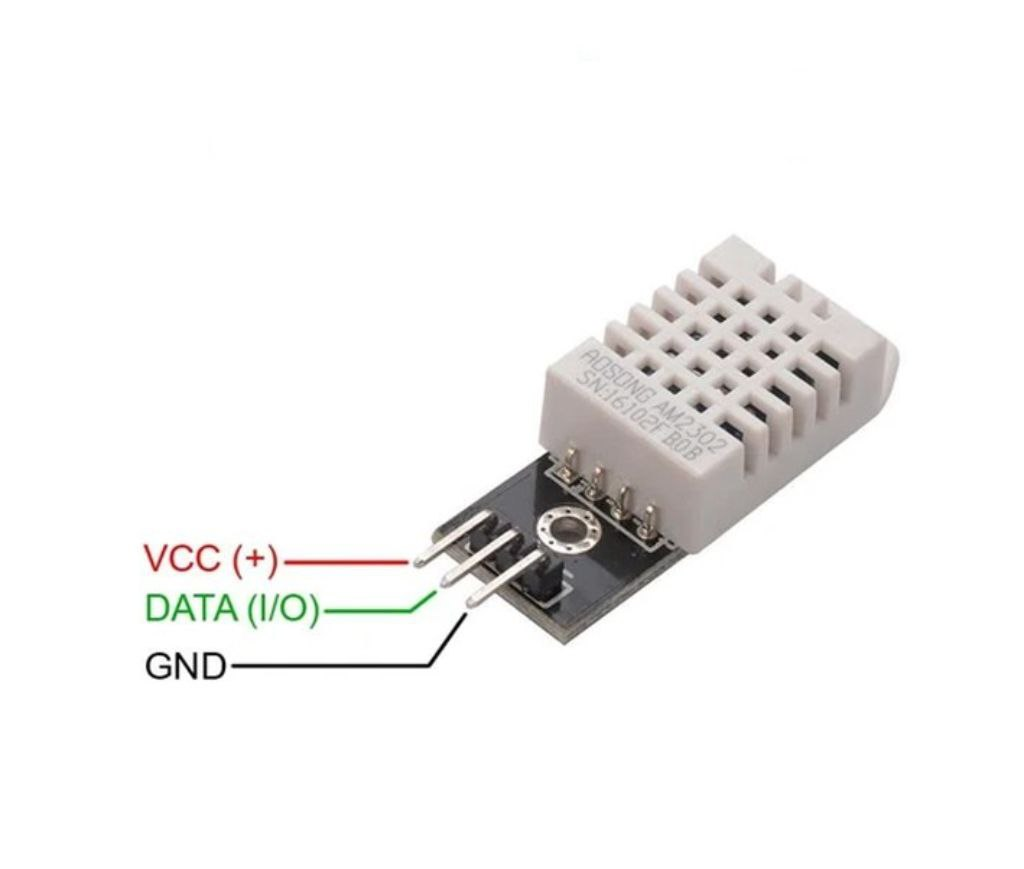 AOSONG AM2302
SN:16102F B0B
VCC (+)
DATA (I/O)
GND